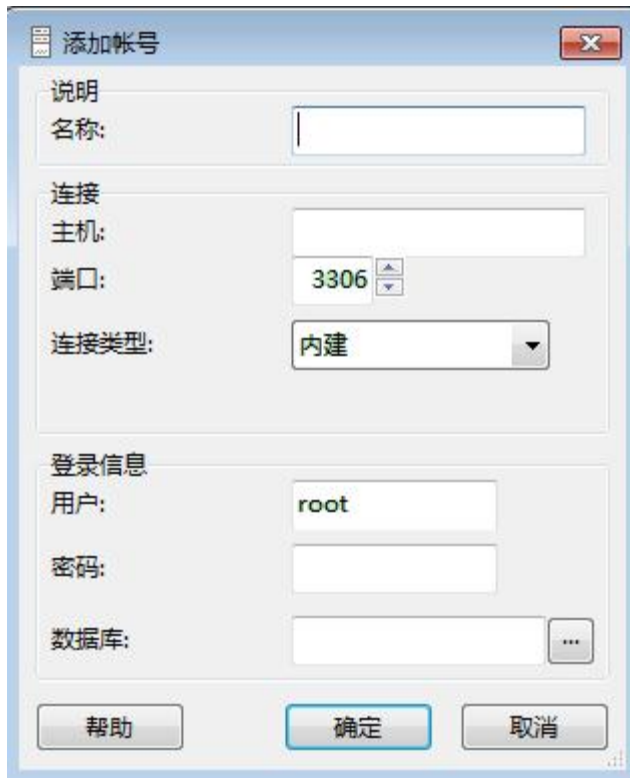 添加帐号
说明
名称:
连接
主机:
端口: 3306
连接类型: 内建
登录信息
用户: root
密码:
数据库: ...
帮助 确定 取消